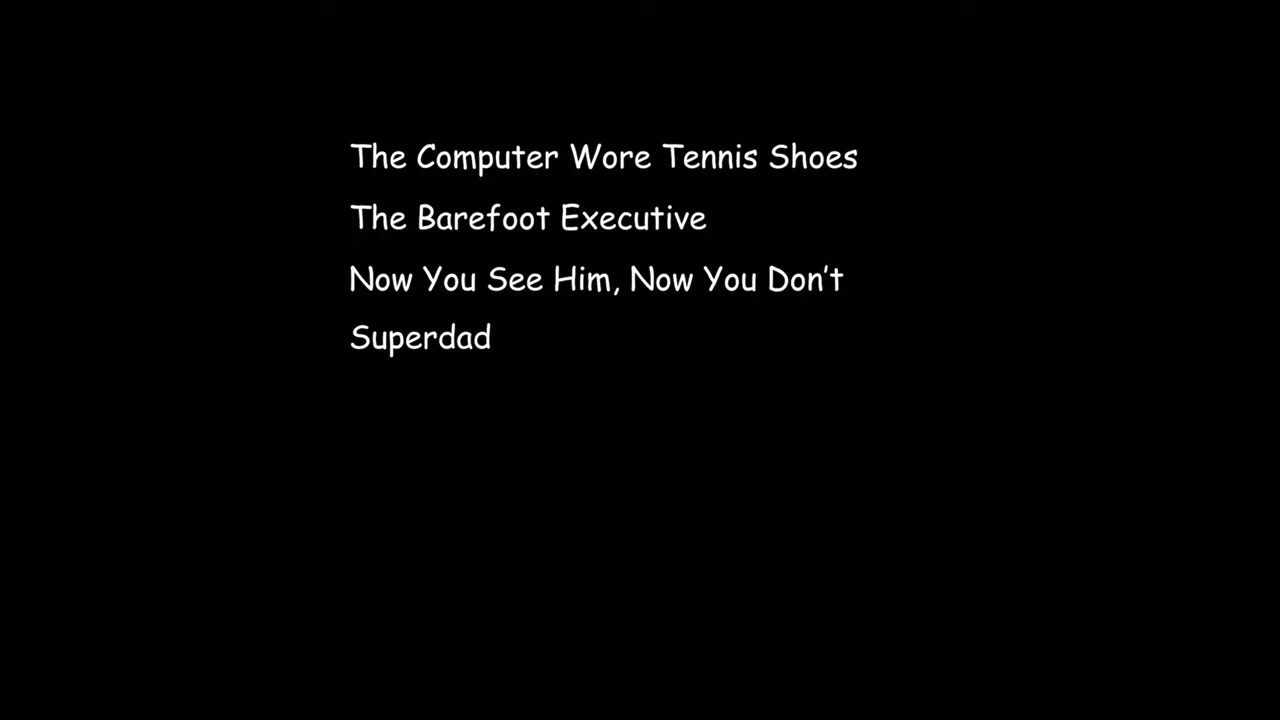 The Computer Wore Tennis Shoes
The Barefoot Executive
Now You See Him, Now You Don’t
Superdad